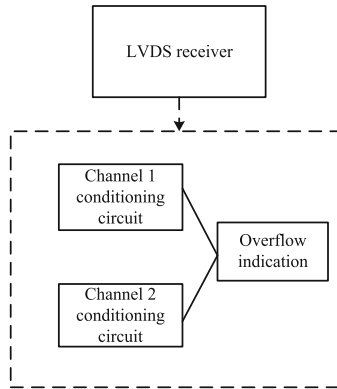 LVDS receiver
Channel 1
conditioning
circuit
Overflow
indication
Channel 2
conditioning
circuit